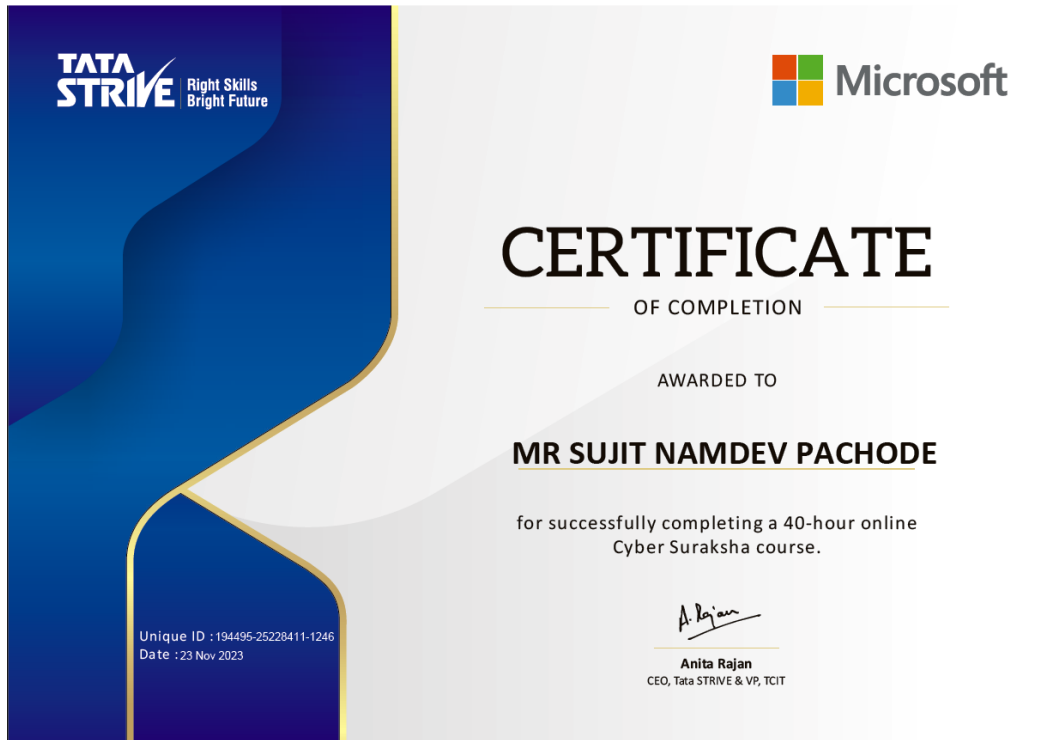 TATA
STRIVE
Right Skills
Bright Future
Microsoft
CERTIFICATE
OF COMPLETION
AWARDED TO
MR SUJIT NAMDEV PACHODE
for successfully completing a 40-hour online
Cyber Suraksha course.
A. Rajan
Anita Rajan
CEO, Tata STRIVE & VP, TCIT
Unique ID : 194495-25228411-1246
Date : 23 Nov 2023